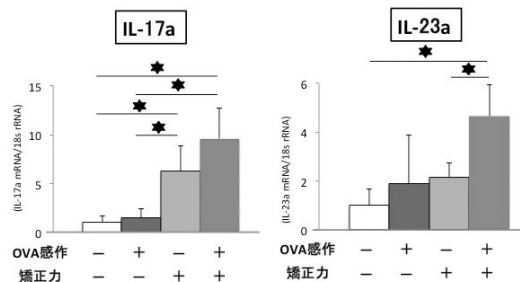 IL-17a
(IL-17a mRNA/18s rRNA)
15
10
5
0
OVA感作 − + − +
矯正力 − − + +
IL-23a
(IL-23a mRNA/18s rRNA)
6
4
2
0
OVA感作 − + − +
矯正力 − − + +